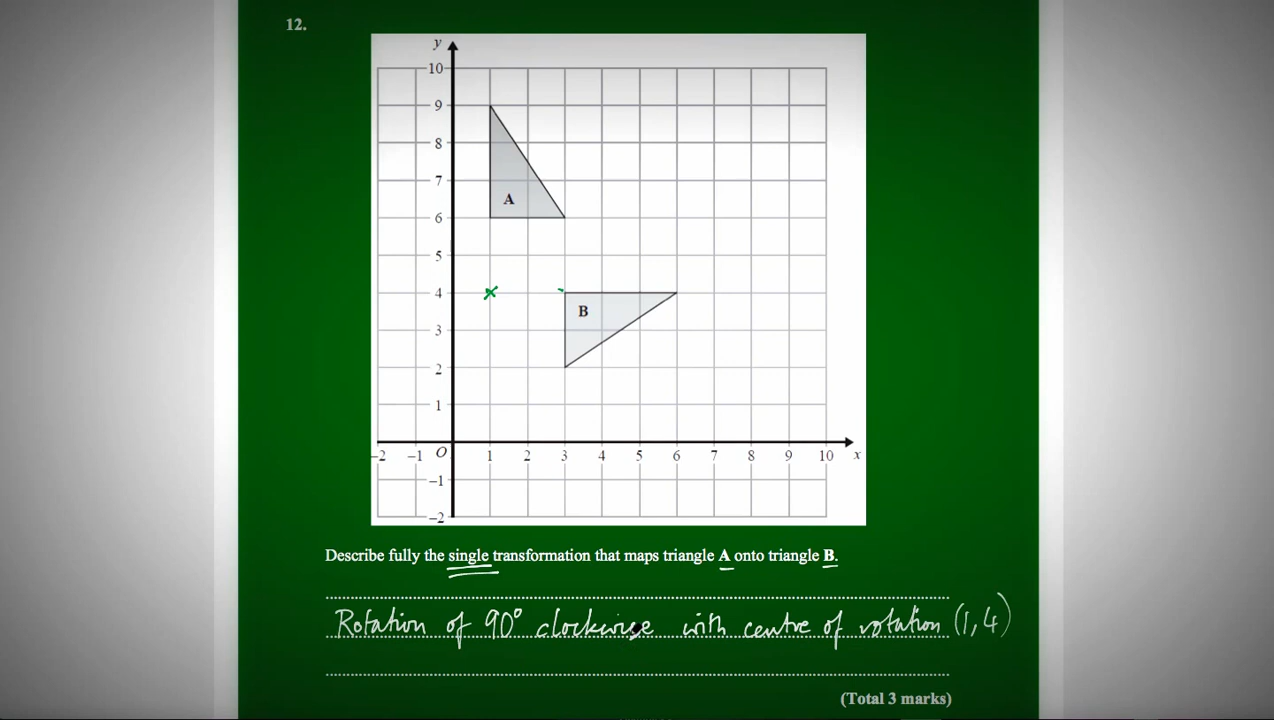 12.
y
10
9
8
7
A
6
5
4
B
3
2
1
-2 -1 O 1 2 3 4 5 6 7 8 9 10 x
-1
-2
Describe fully the single transformation that maps triangle A onto triangle B.
Rotation of 90° clockwise with centre of rotation (1,4)
(Total 3 marks)